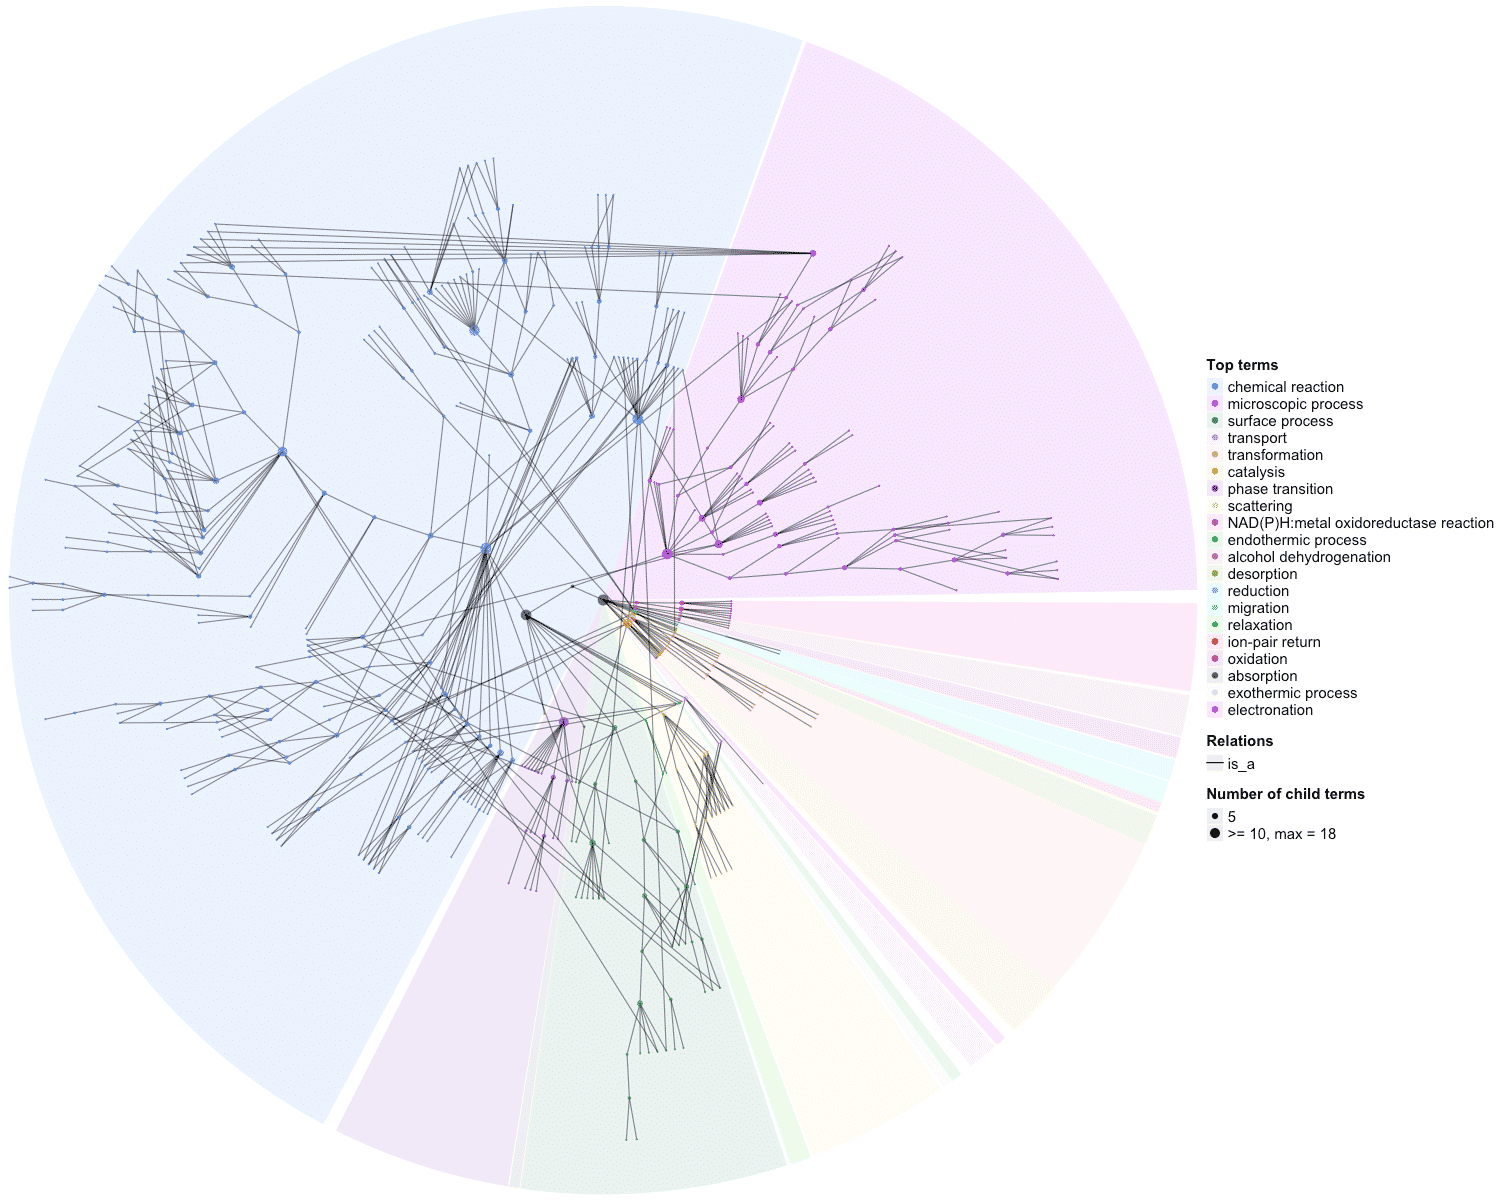 Top terms
chemical reaction
microscopic process
surface process
transport
transformation
catalysis
phase transition
scattering
NAD(P)H:metal oxidoreductase reaction
endothermic process
alcohol dehydrogenation
desorption
reduction
migration
relaxation
ion-pair return
oxidation
absorption
exothermic process
electronation
Relations
is_a
Number of child terms
5
>= 10, max = 18